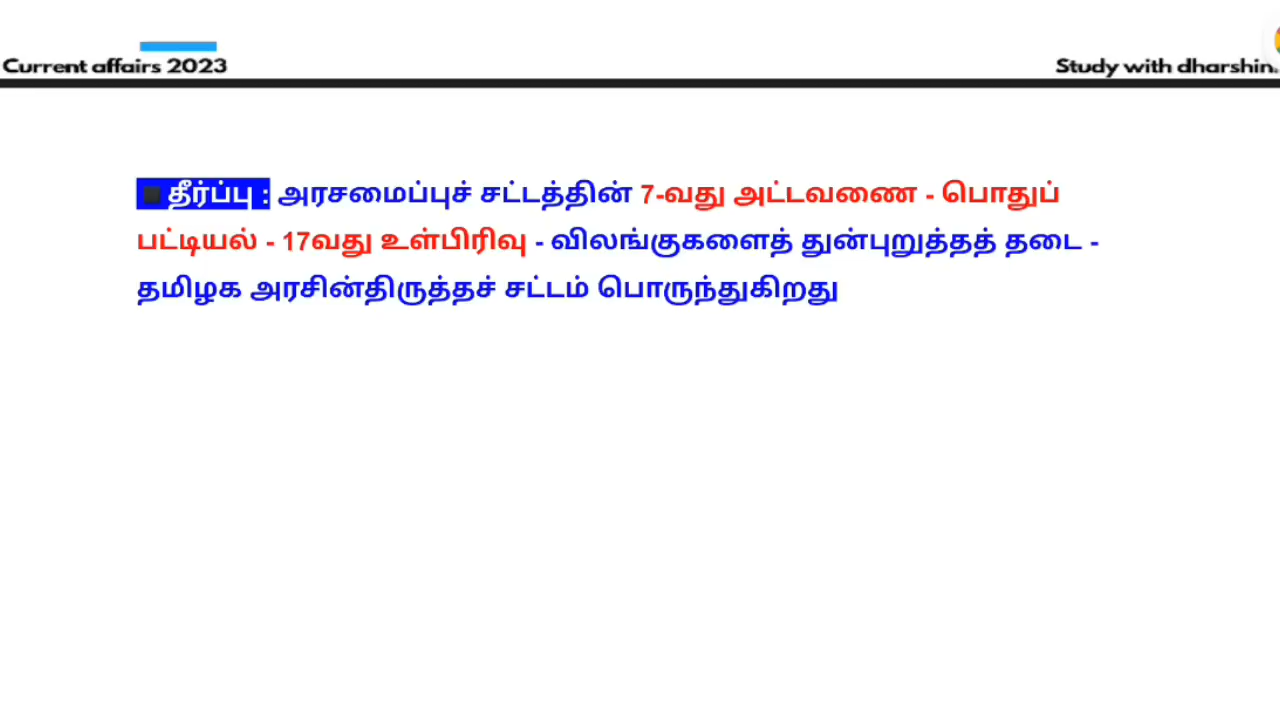 Current affairs 2023
Study with dharshin
▪தீர்ப்பு : அரசமைப்புச் சட்டத்தின் 7-வது அட்டவணை - பொதுப்
பட்டியல் - 17வது உள்பிரிவு - விலங்குகளைத் துன்புறுத்தத் தடை -
தமிழக அரசின்திருத்தச் சட்டம் பொருந்துகிறது